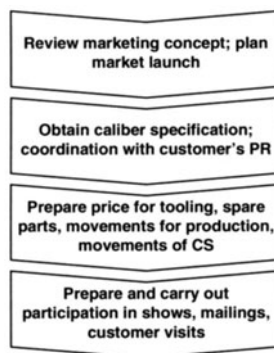 Review marketing concept; plan
market launch
Obtain caliber specification;
coordination with customer's PR
Prepare price for tooling, spare
parts, movements for production,
movements of CS
Prepare and carry out
participation in shows, mailings,
customer visits